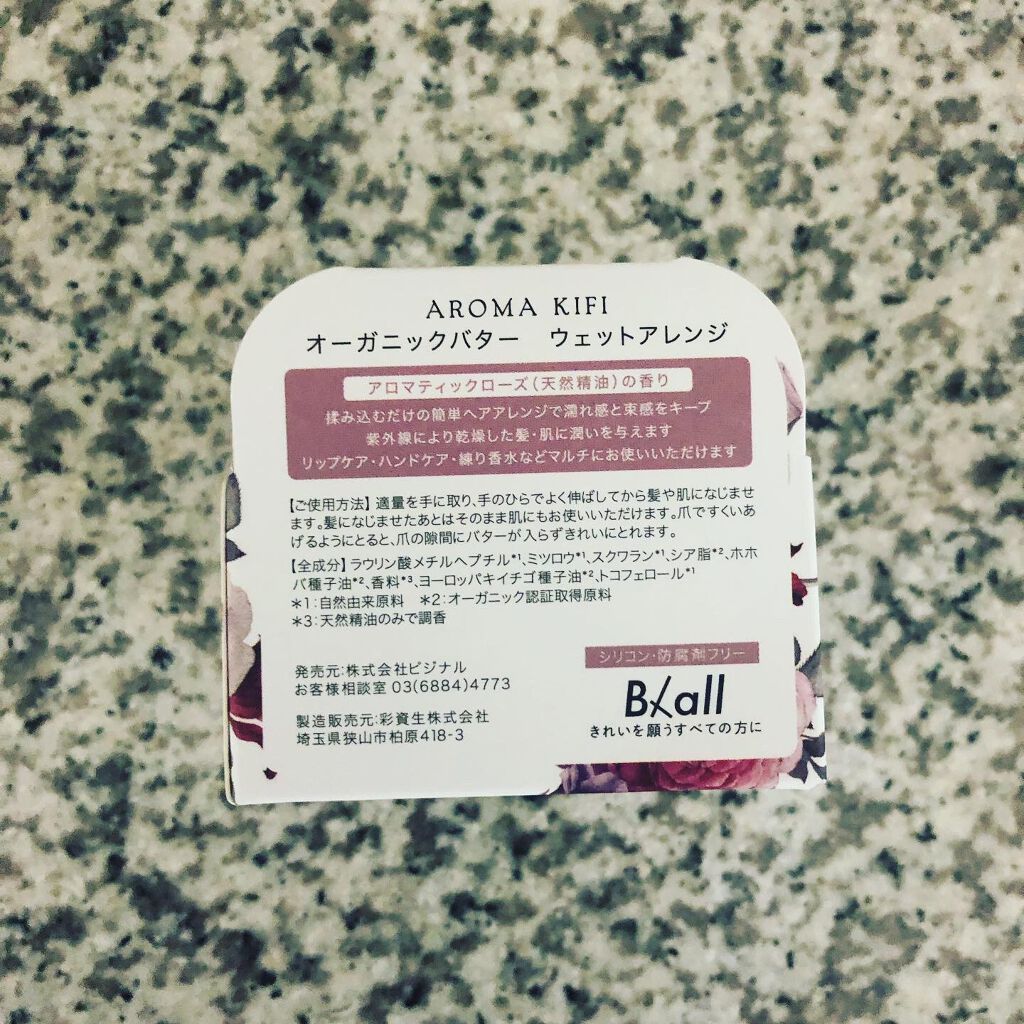 AROMA KIFI
オーガニックバター　ウェットアレンジ
アロマティックローズ(天然精油)の香り
揉み込むだけの簡単ヘアアレンジで濡れ感と束感をキープ
紫外線により乾燥した髪・肌に潤いを与えます
リップケア・ハンドケア・練り香水などマルチにお使いいただけます
【ご使用方法】適量を手に取り、手のひらでよく伸ばしてから髪や肌になじませ
ます。髪になじませたあとはそのまま肌にもお使いいただけます。爪ですくいあ
げるようにとると、爪の隙間にバターが入らずきれいにとれます。
【全成分】ラウリン酸メチルヘプチル*1、ミツロウ*1、スクワラン*1、シア脂*2、ホホ
バ種子油*2、香料*3、ヨーロッパキイチゴ種子油*2、トコフェロール*1
*1：自然由来原料　*2：オーガニック認証取得原料
*3：天然精油のみで調香
発売元：株式会社ビジナル
お客様相談室 03(6884)4773
製造販売元：彩資生株式会社
埼玉県狭山市柏原418-3
シリコン・防腐剤フリー
B&all
きれいを願うすべての方に